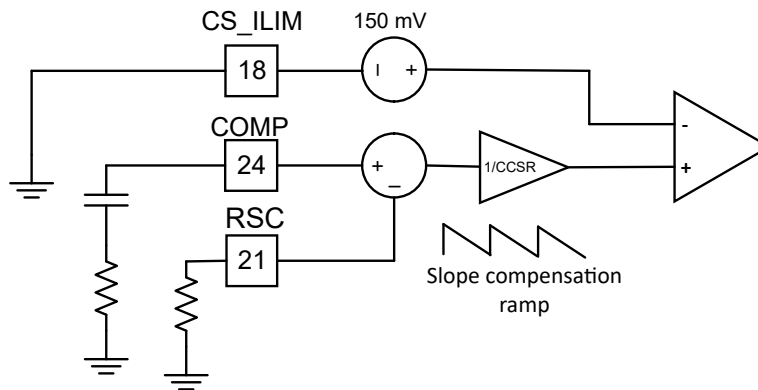 CS_ILIM
150 mV
18
- +
-
COMP
24
+
-
1/CCSR
+
RSC
21
Slope compensation
ramp